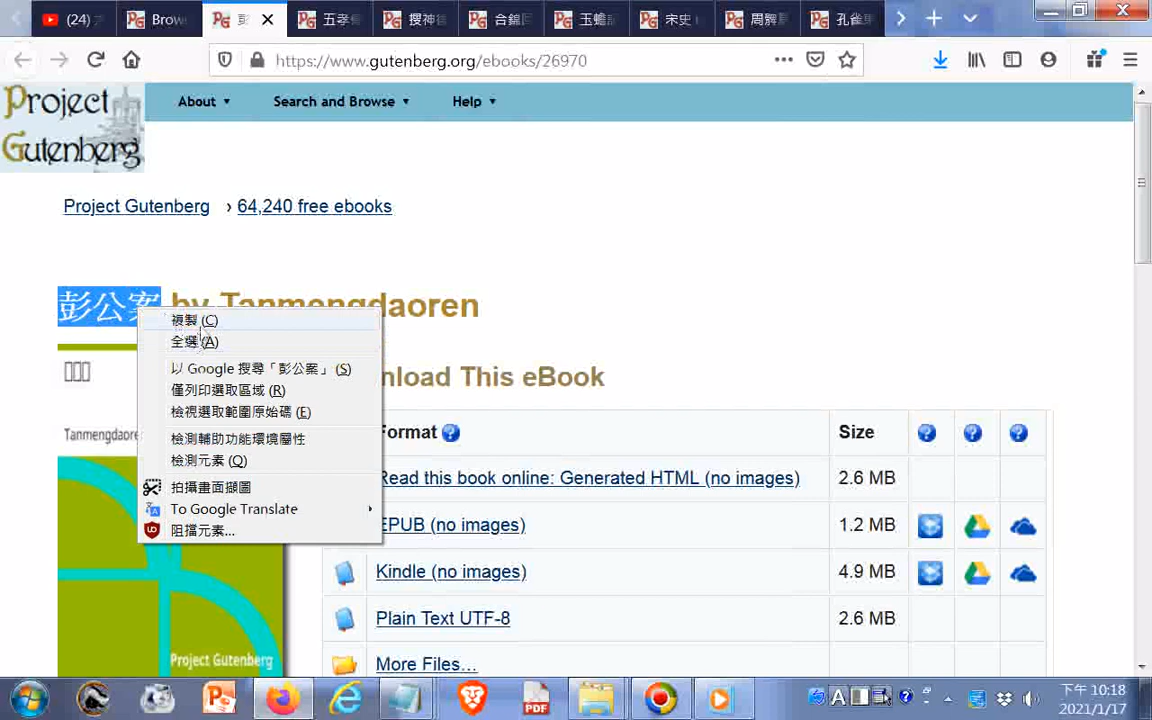 (24)
Brow
彭
五孝
搜神
合錦
玉蟾
宋史
周髀
孔雀
https://www.gutenberg.org/ebooks/26970
Project
Gutenberg
About ▾
Search and Browse ▾
Help ▾
Project Gutenberg › 64,240 free ebooks
彭公案 by Tanmengdaoren
複製 (C)
全選 (A)
以 Google 搜尋「彭公案」 (S)
僅列印選取區域 (R)
檢視選取範圍原始碼 (E)
檢測輔助功能環境屬性
檢測元素 (Q)
拍攝畫面擷圖
To Google Translate
阻擋元素...
nload This eBook
Tanmengdaore
Project Gutenberg
Format Size
Read this book online: Generated HTML (no images) 2.6 MB
EPUB (no images) 1.2 MB
Kindle (no images) 4.9 MB
Plain Text UTF-8 2.6 MB
More Files…
PDF
A
下午 10:18
2021/1/17